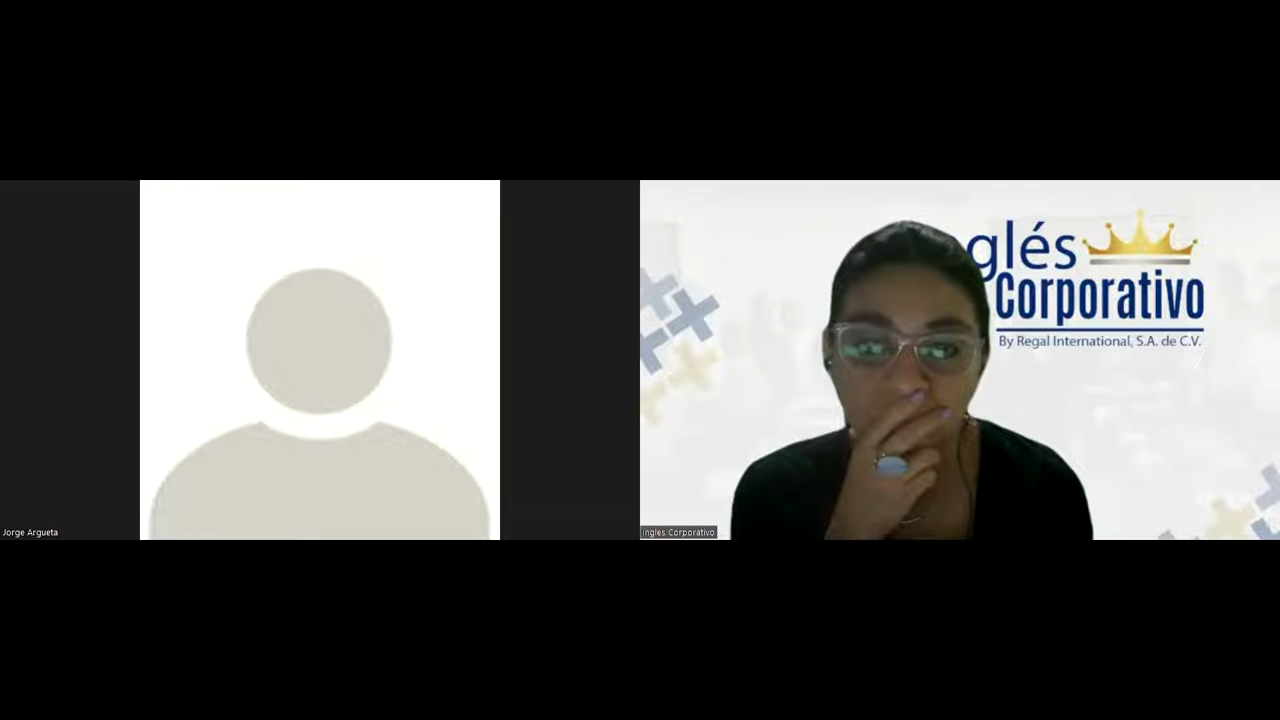 glés
Corporativo
By Regal International, S.A. de C.V.
Jorge Argueta
Ingles Corporativo